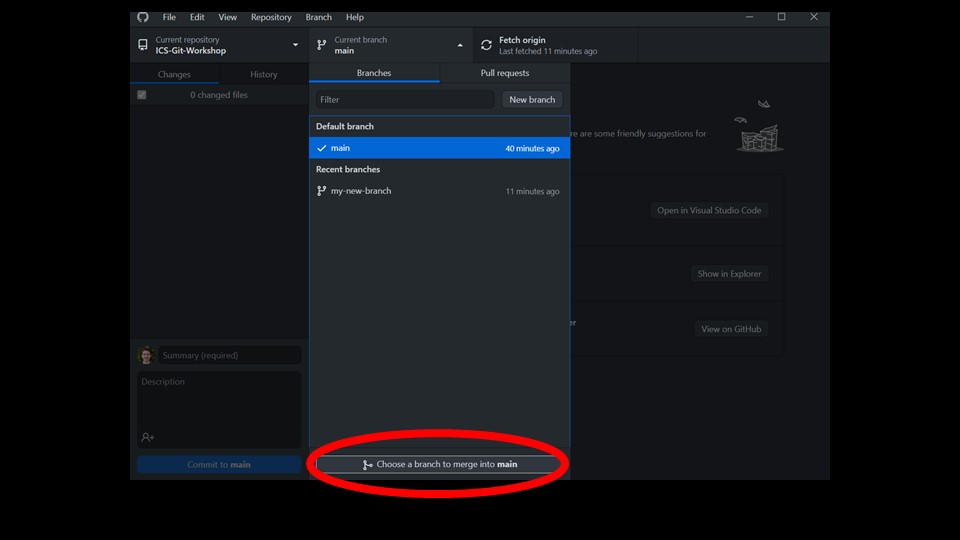 File Edit View Repository Branch Help
Current repository
ICS-Git-Workshop
Current branch
main
Fetch origin
Last fetched 11 minutes ago
Changes History
0 changed files
Branches Pull requests
Filter
New branch
Default branch
main 40 minutes ago
Recent branches
my-new-branch 11 minutes ago
re are some friendly suggestions for
Open in Visual Studio Code
Show in Explorer
er
View on GitHub
Summary (required)
Description
Commit to main
Choose a branch to merge into main